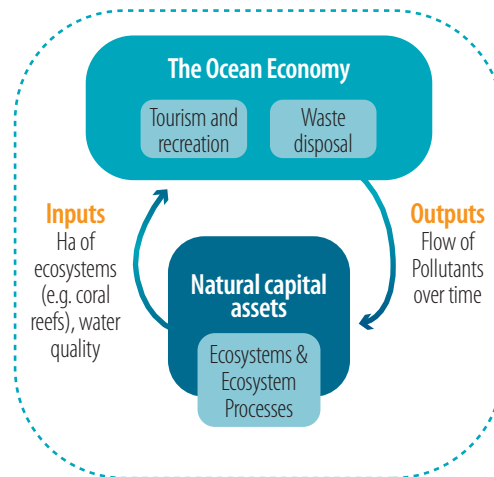 The Ocean Economy
Tourism and
recreation
Waste
disposal
Inputs
Ha of
ecosystems
(e.g. coral
reefs), water
quality
Outputs
Flow of
Pollutants
over time
Natural capital
assets
Ecosystems &
Ecosystem
Processes